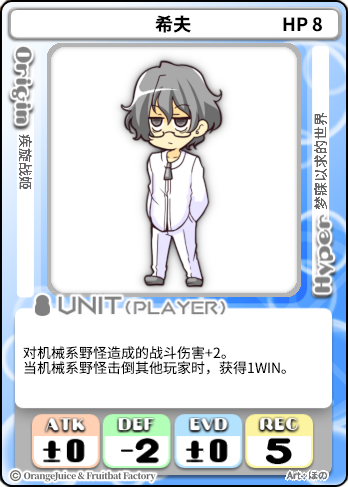 希夫
HP 8
Origin
疾旋战姬
梦寐以求的世界
Hyper
UNIT (PLAYER)
对机械系野怪造成的战斗伤害+2。
当机械系野怪击倒其他玩家时，获得1WIN。
ATK DEF EVD REC
±0 -2 ±0 5
© OrangeJuice & Fruitbat Factory
Art: ほの